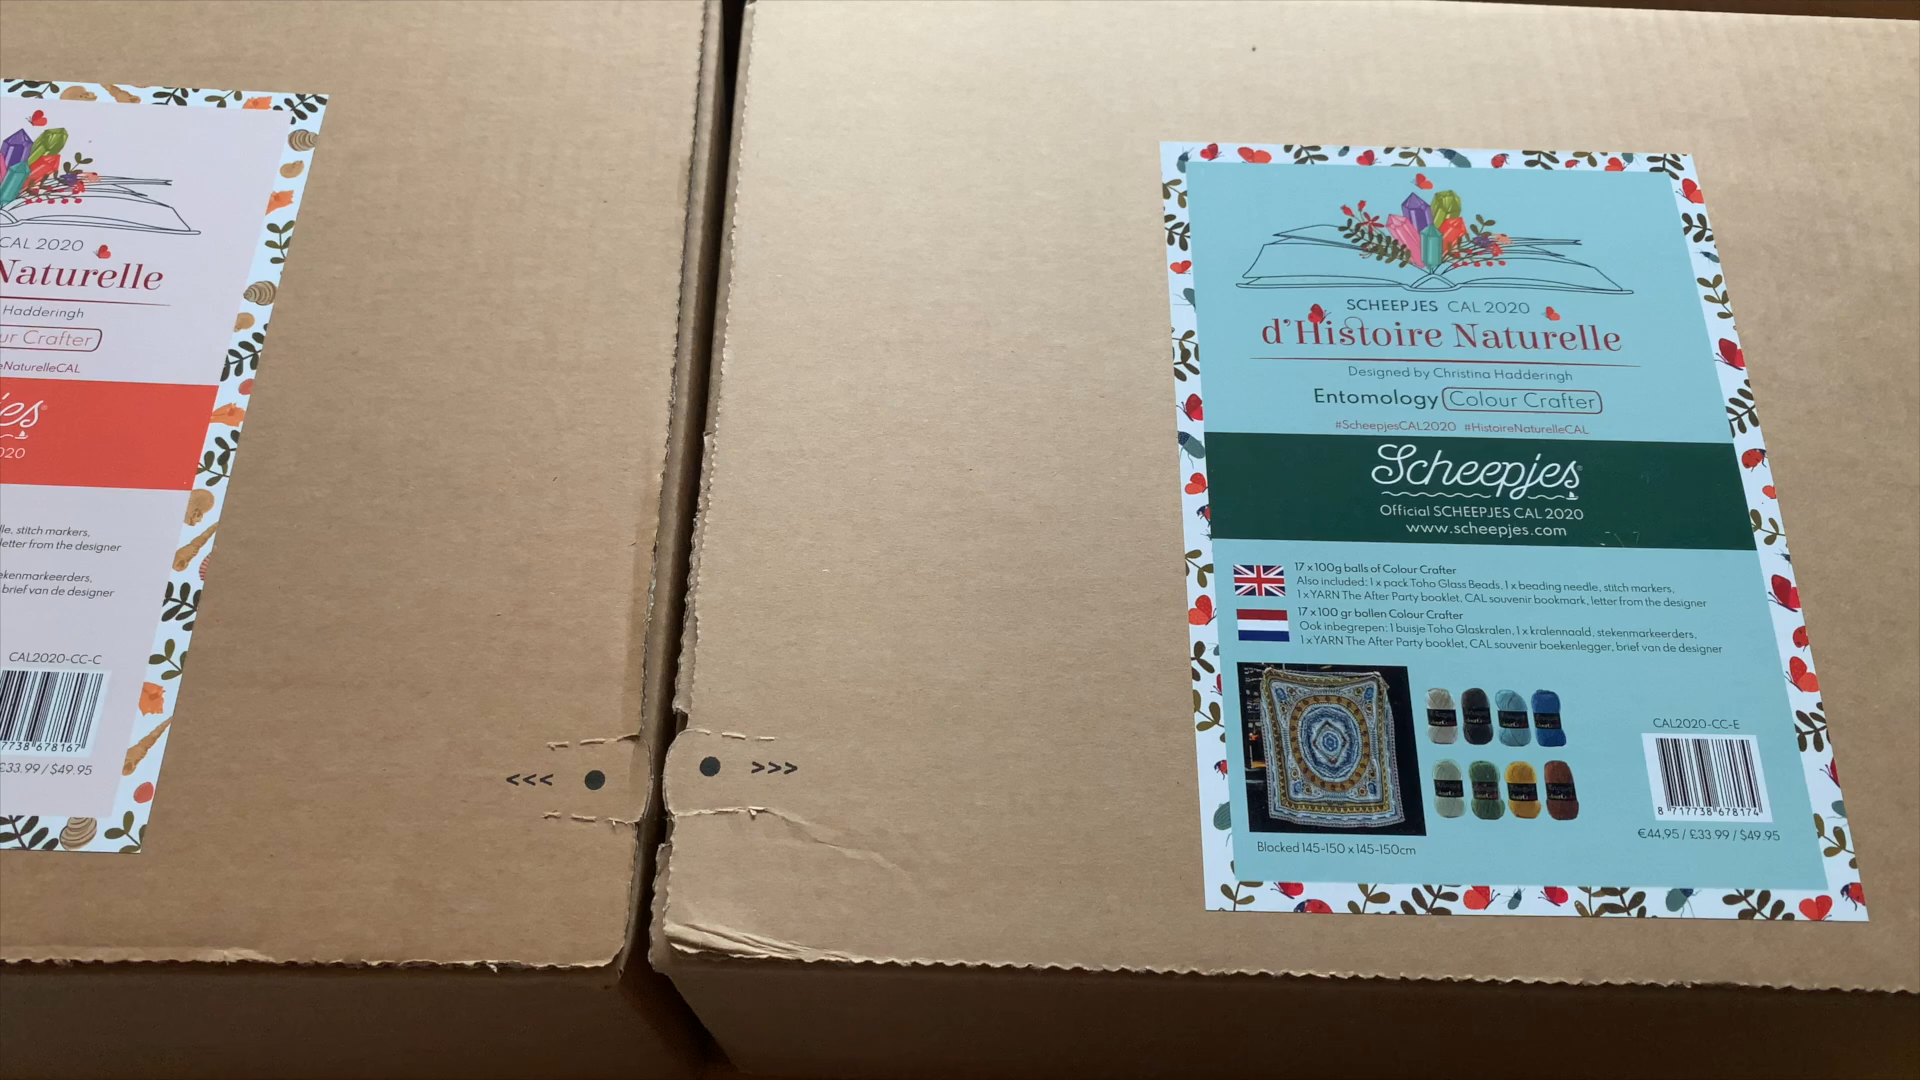 CAL 2020
Naturelle
Hadderingh
Crafter
NaturelleCAL
stitch markers,
letter from the designer
brief van de designer
CAL2020-CC-C
7738 678167
£33.99 / $49.95
<<<
>>>
SCHEEPJES CAL 2020
d'Histoire Naturelle
Designed by Christina Hadderingh
Entomology Colour Crafter
#ScheepjesCAL2020 #HistoireNaturelleCAL
Scheepjes
Official SCHEEPJES CAL 2020
www.scheepjes.com
17 x 100g balls of Colour Crafter
Also included: 1 x pack Toho Glass Beads, 1 x beading needle, stitch markers,
1 x YARN The After Party booklet, CAL souvenir bookmark, letter from the designer
17 x 100 gr bollen Colour Crafter
Ook inbegrepen: 1 buisje Toho Glaskralen, 1 x kralennaald, stekenmarkeerders,
1 x YARN The After Party booklet, CAL souvenir boekenlegger, brief van de designer
Blocked 145-150 x 145-150cm
CAL2020-CC-E
8 717738 678174
€44,95 / £33.99 / $49.95